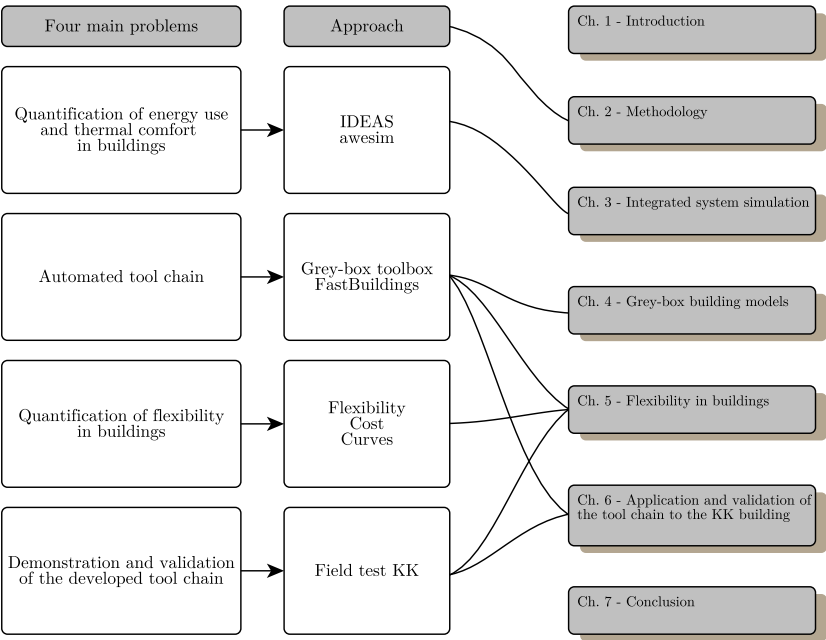 Four main problems
Approach
Ch. 1 - Introduction
Quantification of energy use
and thermal comfort
in buildings
IDEAS
awesim
Ch. 2 - Methodology
Ch. 3 - Integrated system simulation
Automated tool chain
Grey-box toolbox
FastBuildings
Ch. 4 - Grey-box building models
Quantification of flexibility
in buildings
Flexibility
Cost
Curves
Ch. 5 - Flexibility in buildings
Demonstration and validation
of the developed tool chain
Field test KK
Ch. 6 - Application and validation of
the tool chain to the KK building
Ch. 7 - Conclusion